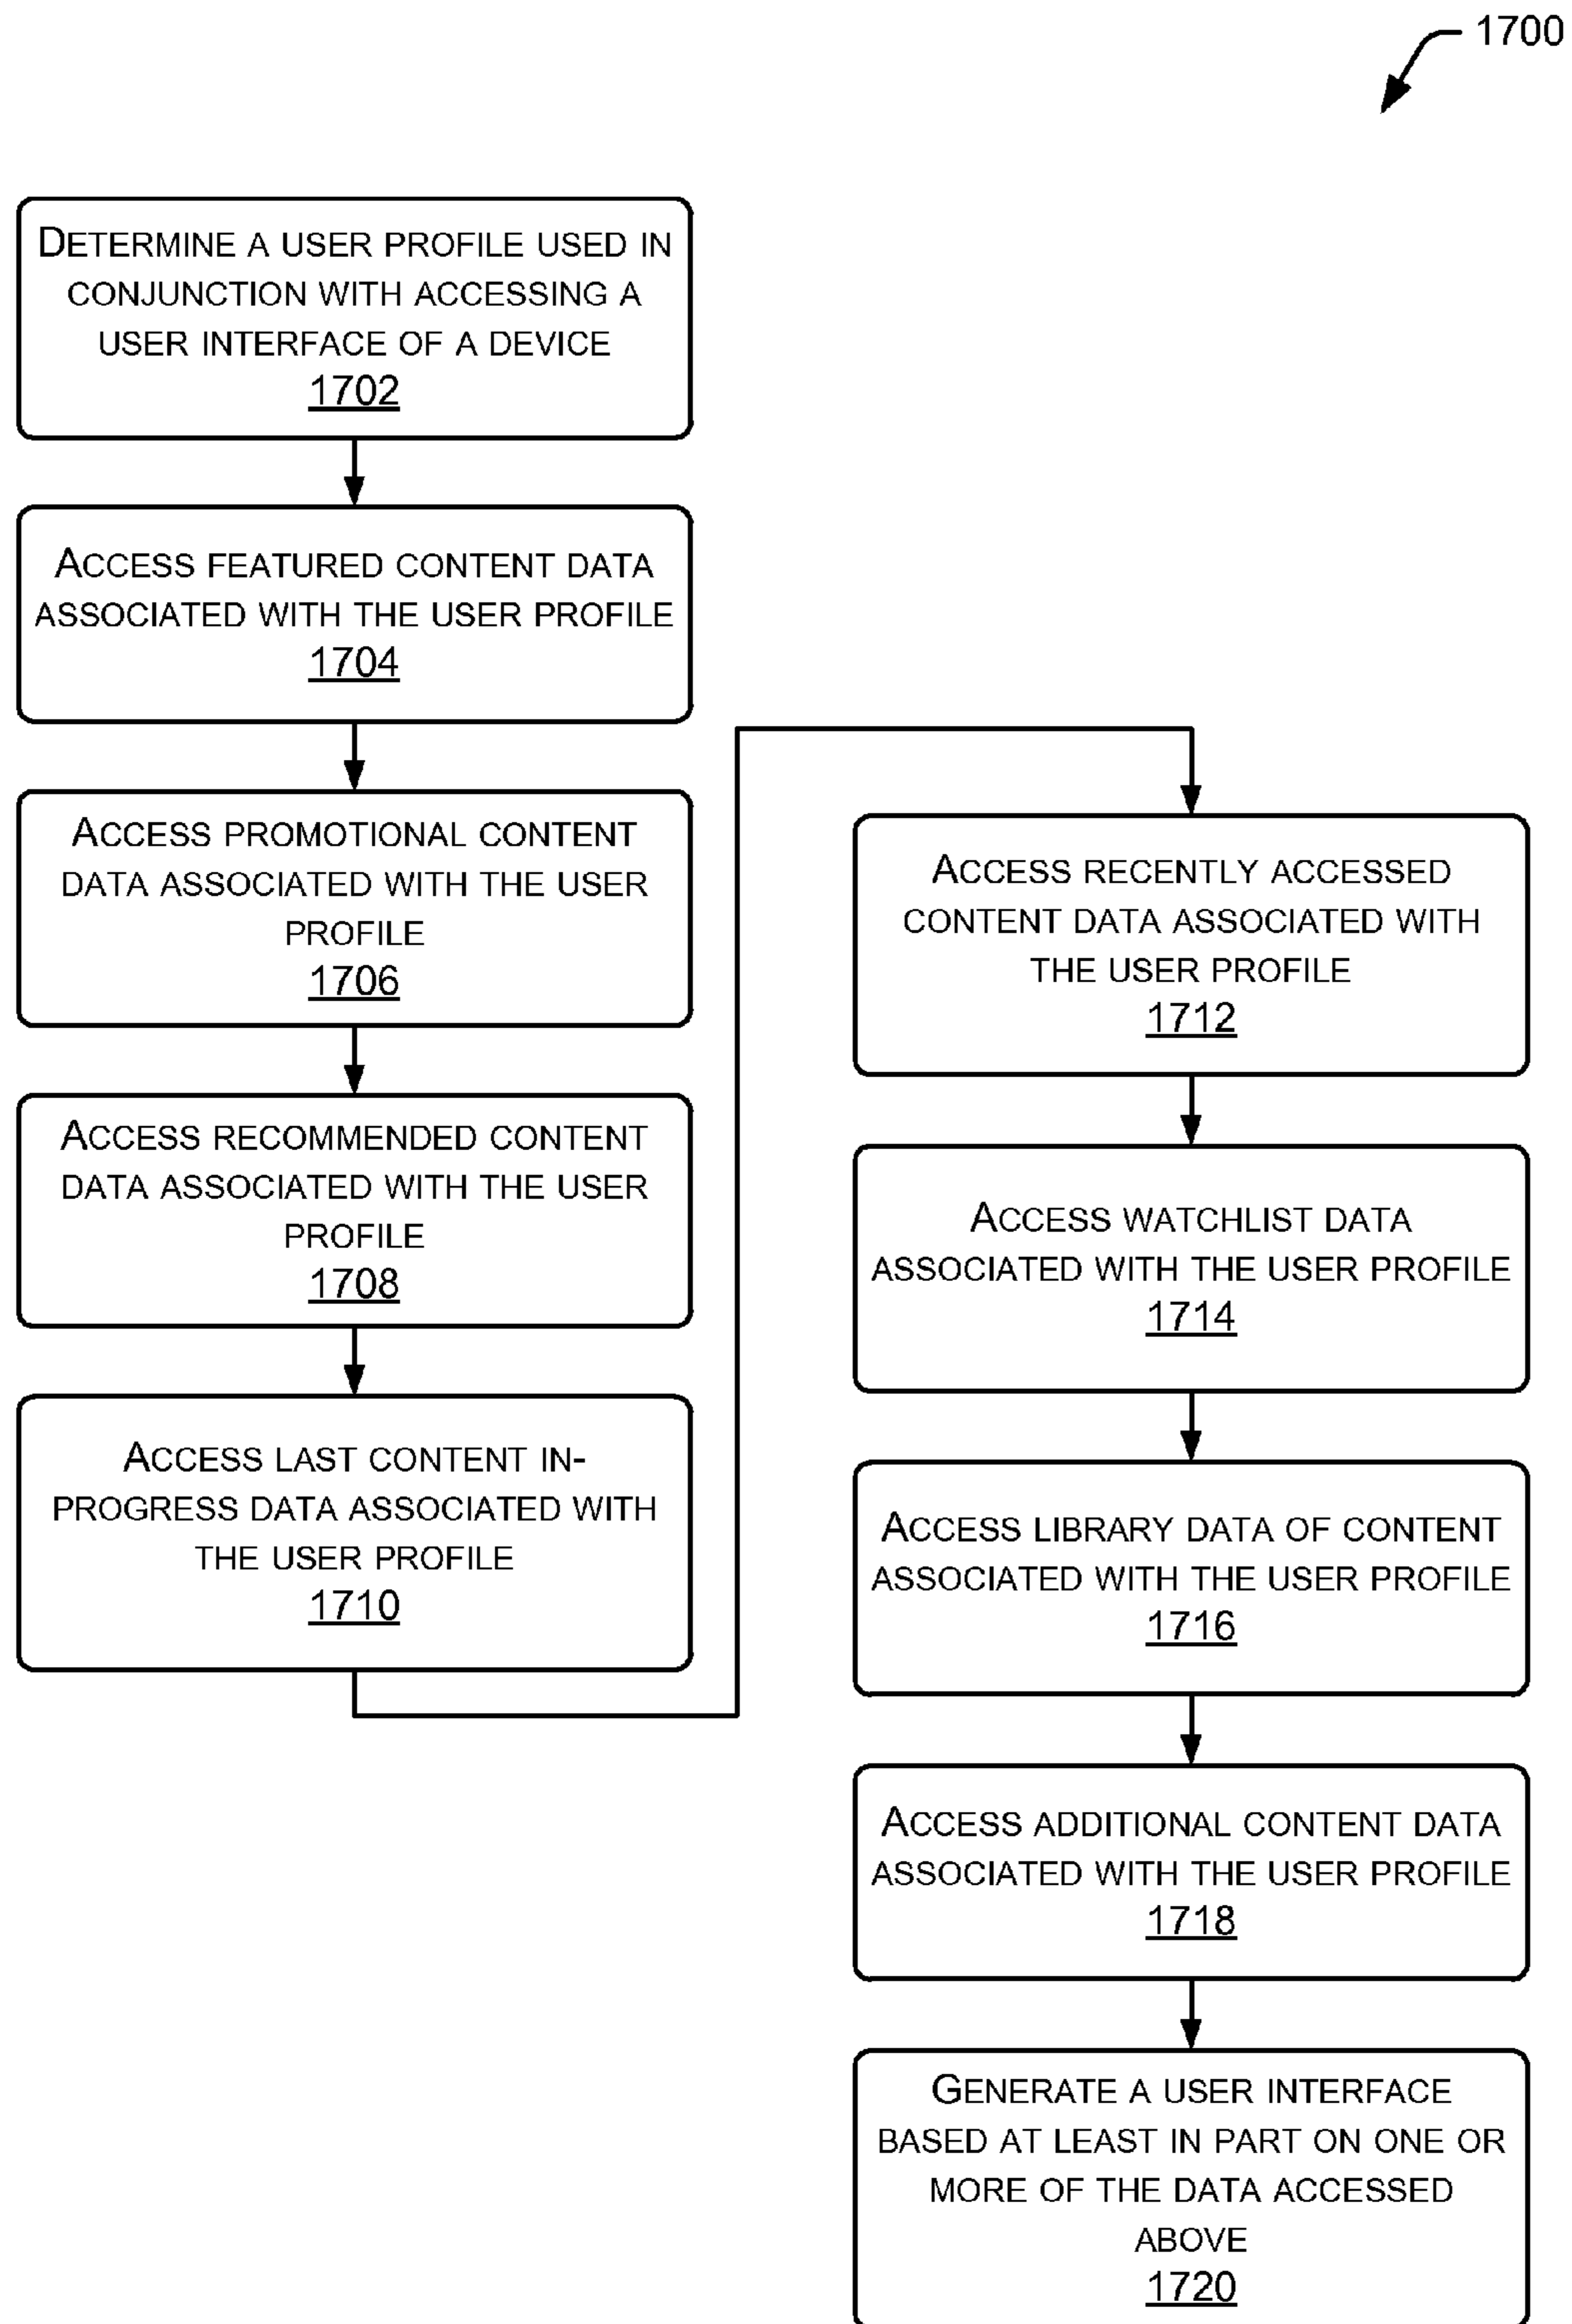 1700
DETERMINE A USER PROFILE USED IN
CONJUNCTION WITH ACCESSING A
USER INTERFACE OF A DEVICE
1702
ACCESS FEATURED CONTENT DATA
ASSOCIATED WITH THE USER PROFILE
1704
ACCESS PROMOTIONAL CONTENT
DATA ASSOCIATED WITH THE USER
PROFILE
1706
ACCESS RECOMMENDED CONTENT
DATA ASSOCIATED WITH THE USER
PROFILE
1708
ACCESS LAST CONTENT IN-
PROGRESS DATA ASSOCIATED WITH
THE USER PROFILE
1710
ACCESS RECENTLY ACCESSED
CONTENT DATA ASSOCIATED WITH
THE USER PROFILE
1712
ACCESS WATCHLIST DATA
ASSOCIATED WITH THE USER PROFILE
1714
ACCESS LIBRARY DATA OF CONTENT
ASSOCIATED WITH THE USER PROFILE
1716
ACCESS ADDITIONAL CONTENT DATA
ASSOCIATED WITH THE USER PROFILE
1718
GENERATE A USER INTERFACE
BASED AT LEAST IN PART ON ONE OR
MORE OF THE DATA ACCESSED
ABOVE
1720